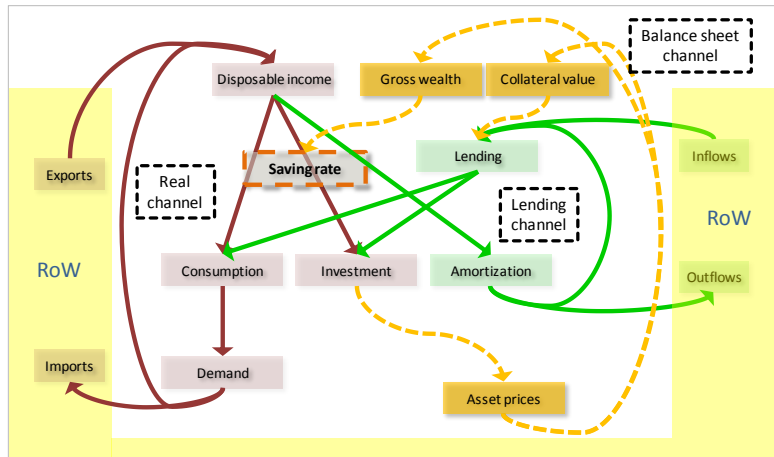 Balance sheet
channel
Disposable income
Gross wealth
Collateral value
Exports
Real
channel
Saving rate
Lending
Inflows
Lending
channel
RoW
RoW
Consumption
Investment
Amortization
Outflows
Imports
Demand
Asset prices